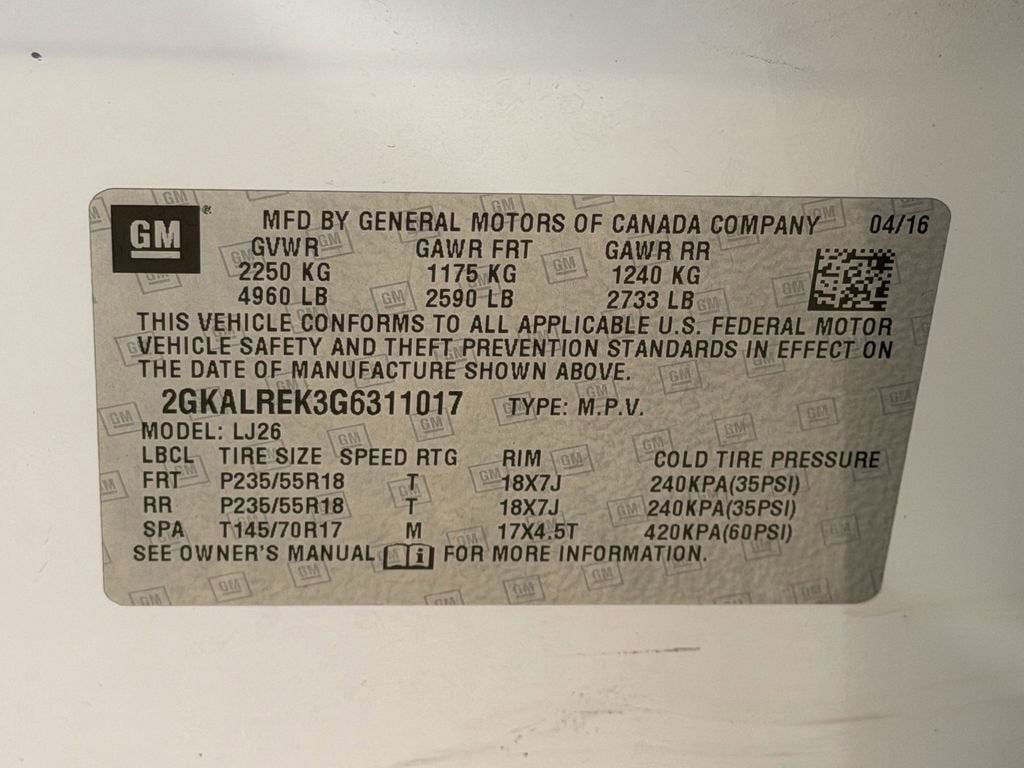 GM ®
MFD BY GENERAL MOTORS OF CANADA COMPANY 04/16
GVWR GAWR FRT GAWR RR
2250 KG 1175 KG 1240 KG
4960 LB 2590 LB 2733 LB
THIS VEHICLE CONFORMS TO ALL APPLICABLE U.S. FEDERAL MOTOR
VEHICLE SAFETY AND THEFT PREVENTION STANDARDS IN EFFECT ON
THE DATE OF MANUFACTURE SHOWN ABOVE.
2GKALREK3G6311017 TYPE: M.P.V.
MODEL: LJ26
LBCL TIRE SIZE SPEED RTG RIM COLD TIRE PRESSURE
FRT P235/55R18 T 18X7J 240KPA(35PSI)
RR P235/55R18 T 18X7J 240KPA(35PSI)
SPA T145/70R17 M 17X4.5T 420KPA(60PSI)
SEE OWNER'S MANUAL i FOR MORE INFORMATION.